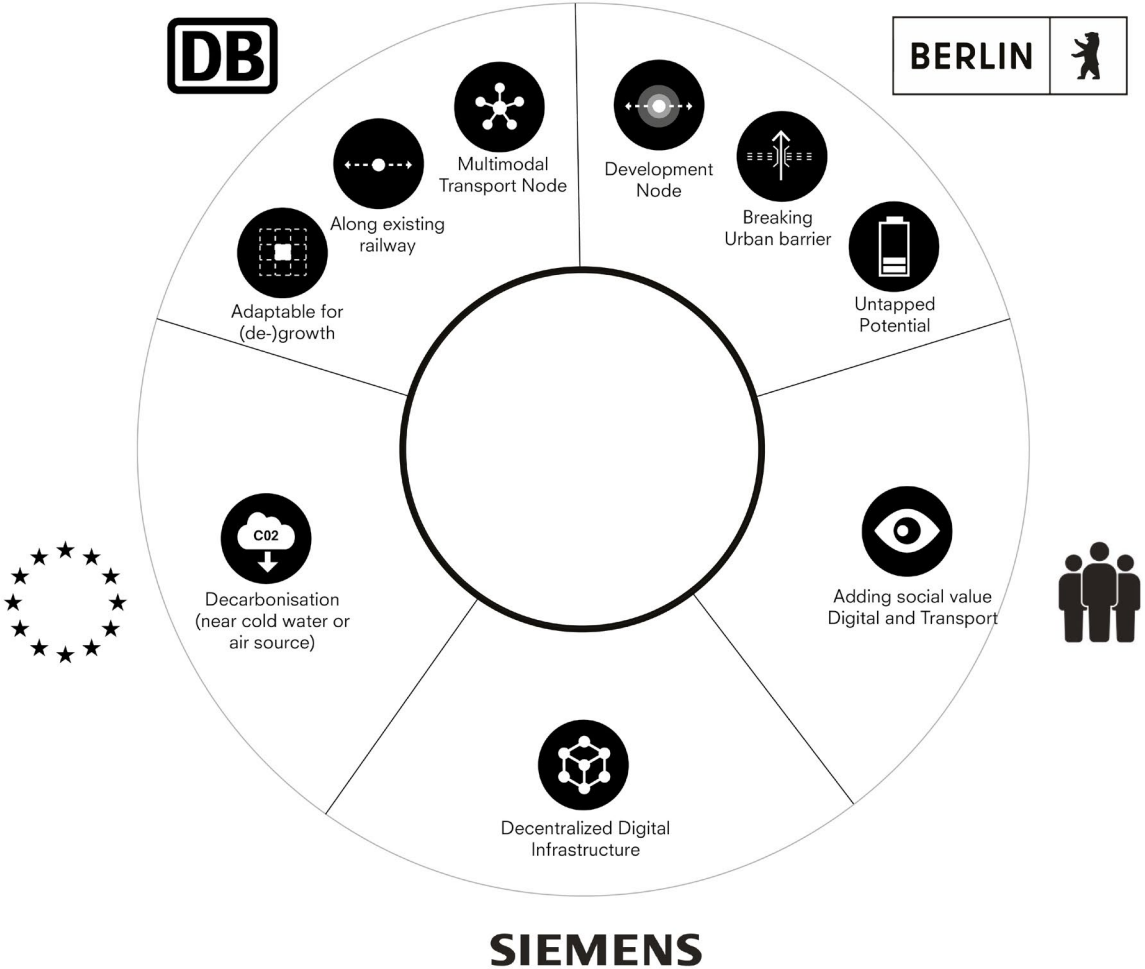 DB
BERLIN
Multimodal
Transport Node
Along existing
railway
Adaptable for
(de-)growth
Development
Node
Breaking
Urban barrier
Untapped
Potential
C02
Decarbonisation
(near cold water or
air source)
Adding social value
Digital and Transport
Decentralized Digital
Infrastructure
SIEMENS